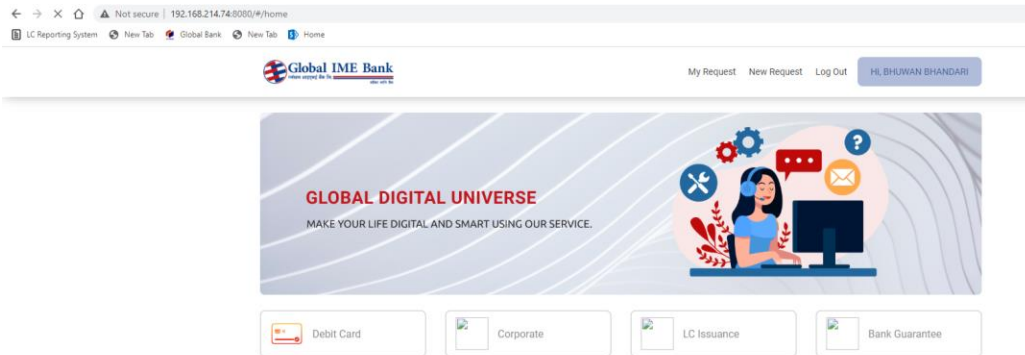 Not secure | 192.168.214.74:8080/#/home
LC Reporting System New Tab Global Bank New Tab Home
Global IME Bank
My Request New Request Log Out HI, BHUWAN BHANDARI
GLOBAL DIGITAL UNIVERSE
MAKE YOUR LIFE DIGITAL AND SMART USING OUR SERVICE.
Debit Card Corporate LC Issuance Bank Guarantee